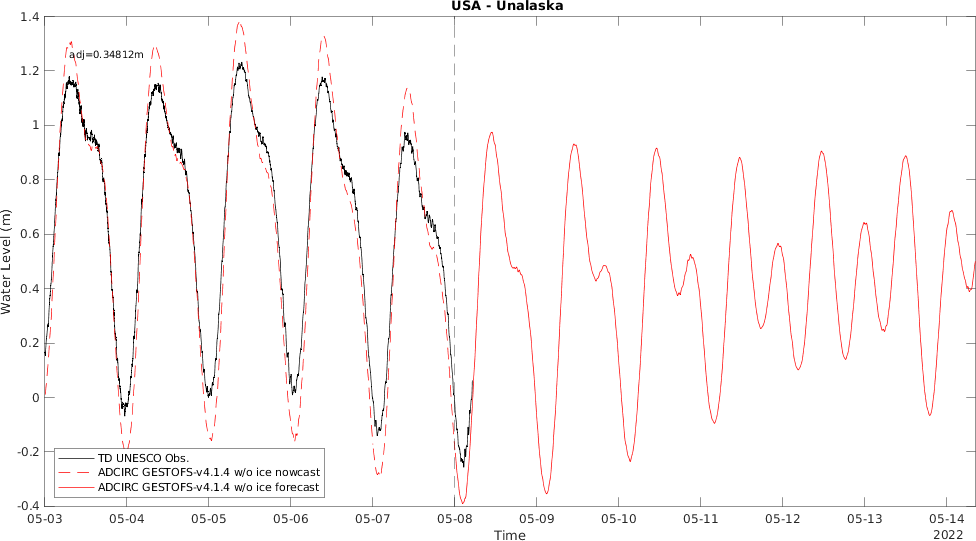 USA - Unalaska
adj=0.34812m
Water Level (m)
1.4
1.2
1
0.8
0.6
0.4
0.2
0
-0.2
-0.4
TD UNESCO Obs.
ADCIRC GESTOFS-v4.1.4 w/o ice nowcast
ADCIRC GESTOFS-v4.1.4 w/o ice forecast
05-03 05-04 05-05 05-06 05-07 05-08 05-09 05-10 05-11 05-12 05-13 05-14
Time
2022